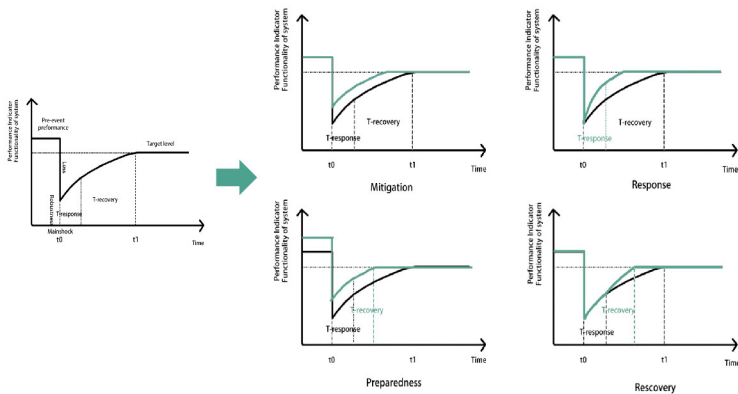 Performance Indicator
Functionality of system
Pre-event
preformance
Target level
Loss
Robustness
T-response
T-recovery
Mainshock
t0
t1
Time
Performance Indicator
Functionality of system
T-recovery
T-response
t0
t1
Time
Mitigation
Performance Indicator
Functionality of system
T-recovery
T-response
t0
t1
Time
Response
Performance Indicator
Functionality of system
T-recovery
T-response
t0
t1
Time
Preparedness
Performance Indicator
Functionality of system
T-recovery
T-response
t0
t1
Time
Rescovery